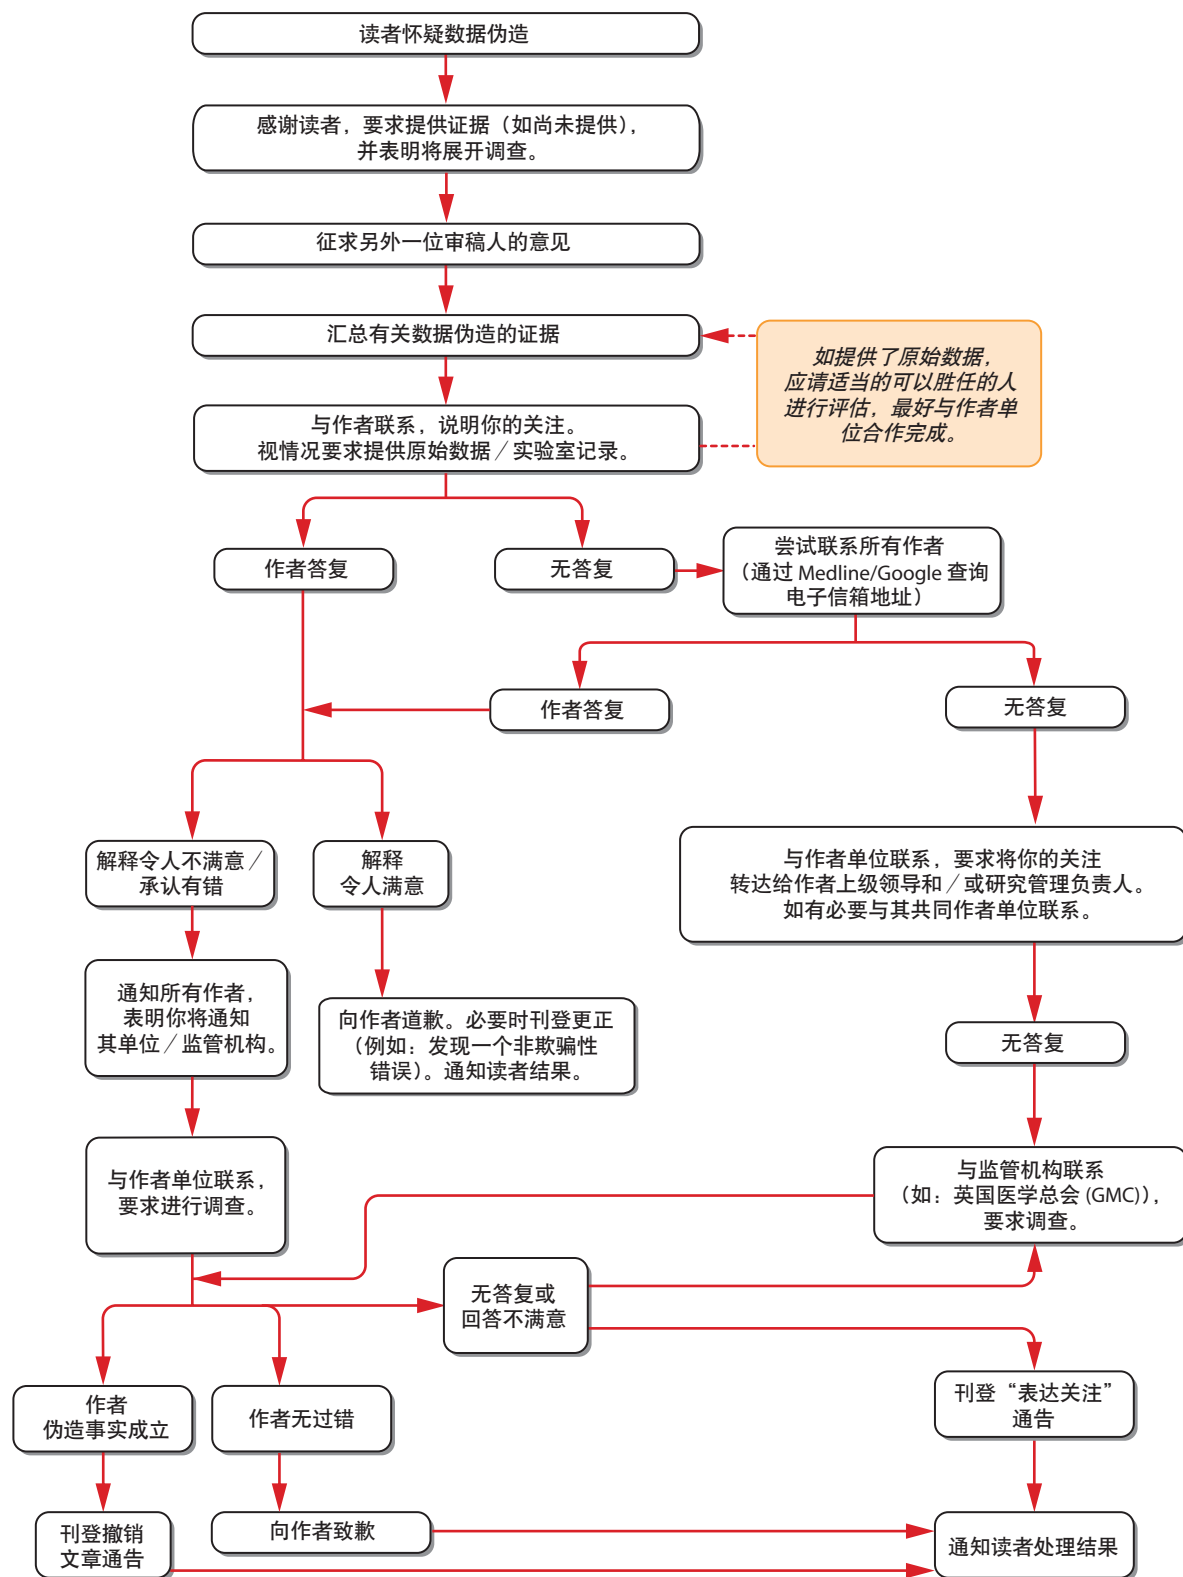 读者怀疑数据伪造
感谢读者，要求提供证据（如尚未提供），
并表明将展开调查。
征求另外一位审稿人的意见
汇总有关数据伪造的证据
如提供了原始数据，
应请适当的可以胜任的人
进行评估，最好与作者单
位合作完成。
与作者联系，说明你的关注。
视情况要求提供原始数据／实验室记录。
作者答复
无答复
尝试联系所有作者
（通过 Medline/Google 查询
电子信箱地址）
作者答复
无答复
解释令人不满意／
承认有错
解释
令人满意
与作者单位联系，要求将你的关注
转达给作者上级领导和／或研究管理负责人。
如有必要与其共同作者单位联系。
通知所有作者，
表明你将通知
其单位／监管机构。
向作者道歉。必要时刊登更正
（例如：发现一个非欺骗性
错误）。通知读者结果。
无答复
与作者单位联系，
要求进行调查。
与监管机构联系
（如：英国医学总会 (GMC)），
要求调查。
无答复或
回答不满意
作者
伪造事实成立
作者无过错
刊登“表达关注”
通告
刊登撤销
文章通告
向作者致歉
通知读者处理结果